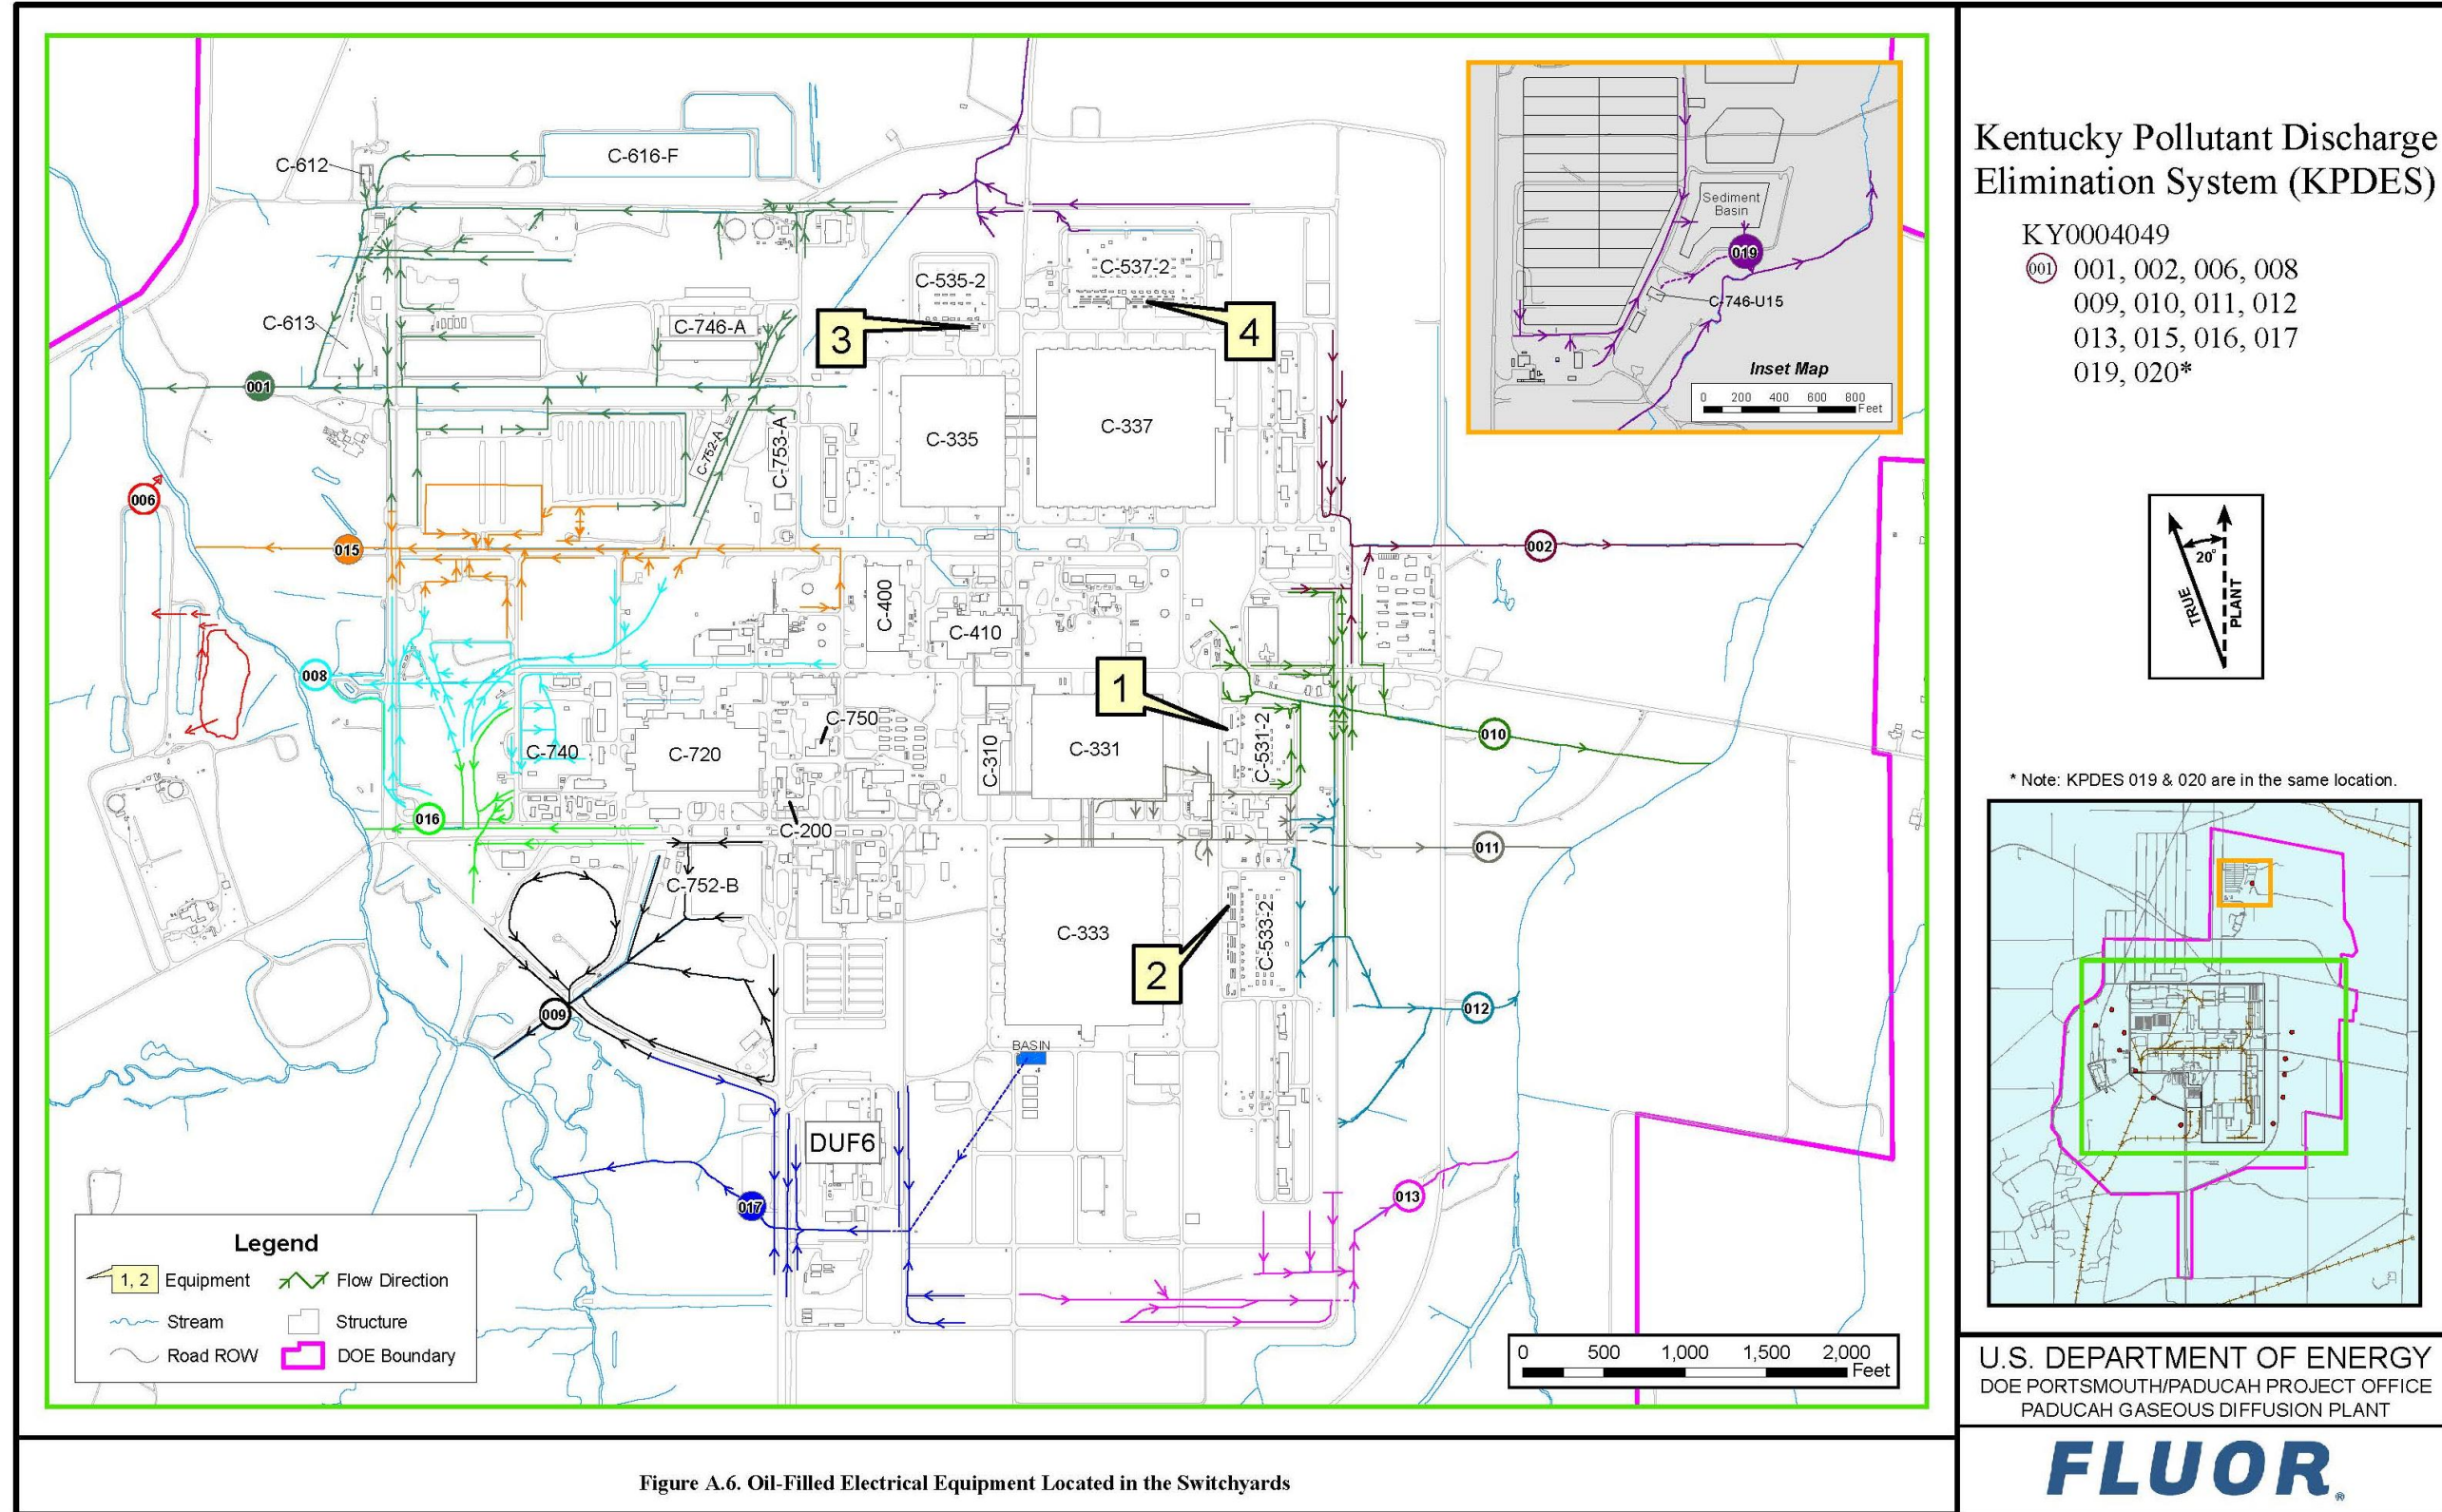 C-616-F
C-612
C-537-2
C-535-2
C-613
C-746-A
3
4
001
C-335
C-337
C-752-A
C-753-A
006
015
002
C-400
C-410
008
1
C-750
C-740
C-720
C-310
C-331
C-531-2
010
016
C-200
011
C-752-B
C-333
C-533-2
2
009
012
BASIN
DUF6
013
017
Sediment
Basin
019
C-746-U15
Inset Map
0 200 400 600 800
Feet
Legend
1, 2 Equipment
Flow Direction
Stream
Structure
Road ROW
DOE Boundary
0 500 1,000 1,500 2,000
Feet
Figure A.6. Oil-Filled Electrical Equipment Located in the Switchyards
Kentucky Pollutant Discharge
Elimination System (KPDES)
KY0004049
001 001, 002, 006, 008
009, 010, 011, 012
013, 015, 016, 017
019, 020*
20°
TRUE
PLANT
* Note: KPDES 019 & 020 are in the same location.
U.S. DEPARTMENT OF ENERGY
DOE PORTSMOUTH/PADUCAH PROJECT OFFICE
PADUCAH GASEOUS DIFFUSION PLANT
FLUOR®